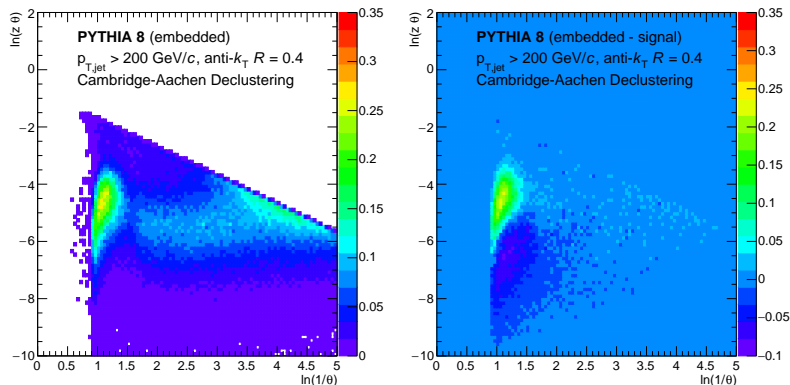 ln(z θ)
2
0
−2
−4
−6
−8
−10
PYTHIA 8 (embedded)
p_T,jet > 200 GeV/c, anti-k_T R = 0.4
Cambridge-Aachen Declustering
0 0.5 1 1.5 2 2.5 3 3.5 4 4.5 5
ln(1/θ)
0.35
0.3
0.25
0.2
0.15
0.1
0.05
0
ln(z θ)
2
0
−2
−4
−6
−8
−10
PYTHIA 8 (embedded - signal)
p_T,jet > 200 GeV/c, anti-k_T R = 0.4
Cambridge-Aachen Declustering
0 0.5 1 1.5 2 2.5 3 3.5 4 4.5 5
ln(1/θ)
0.35
0.3
0.25
0.2
0.15
0.1
0.05
0
−0.05
−0.1